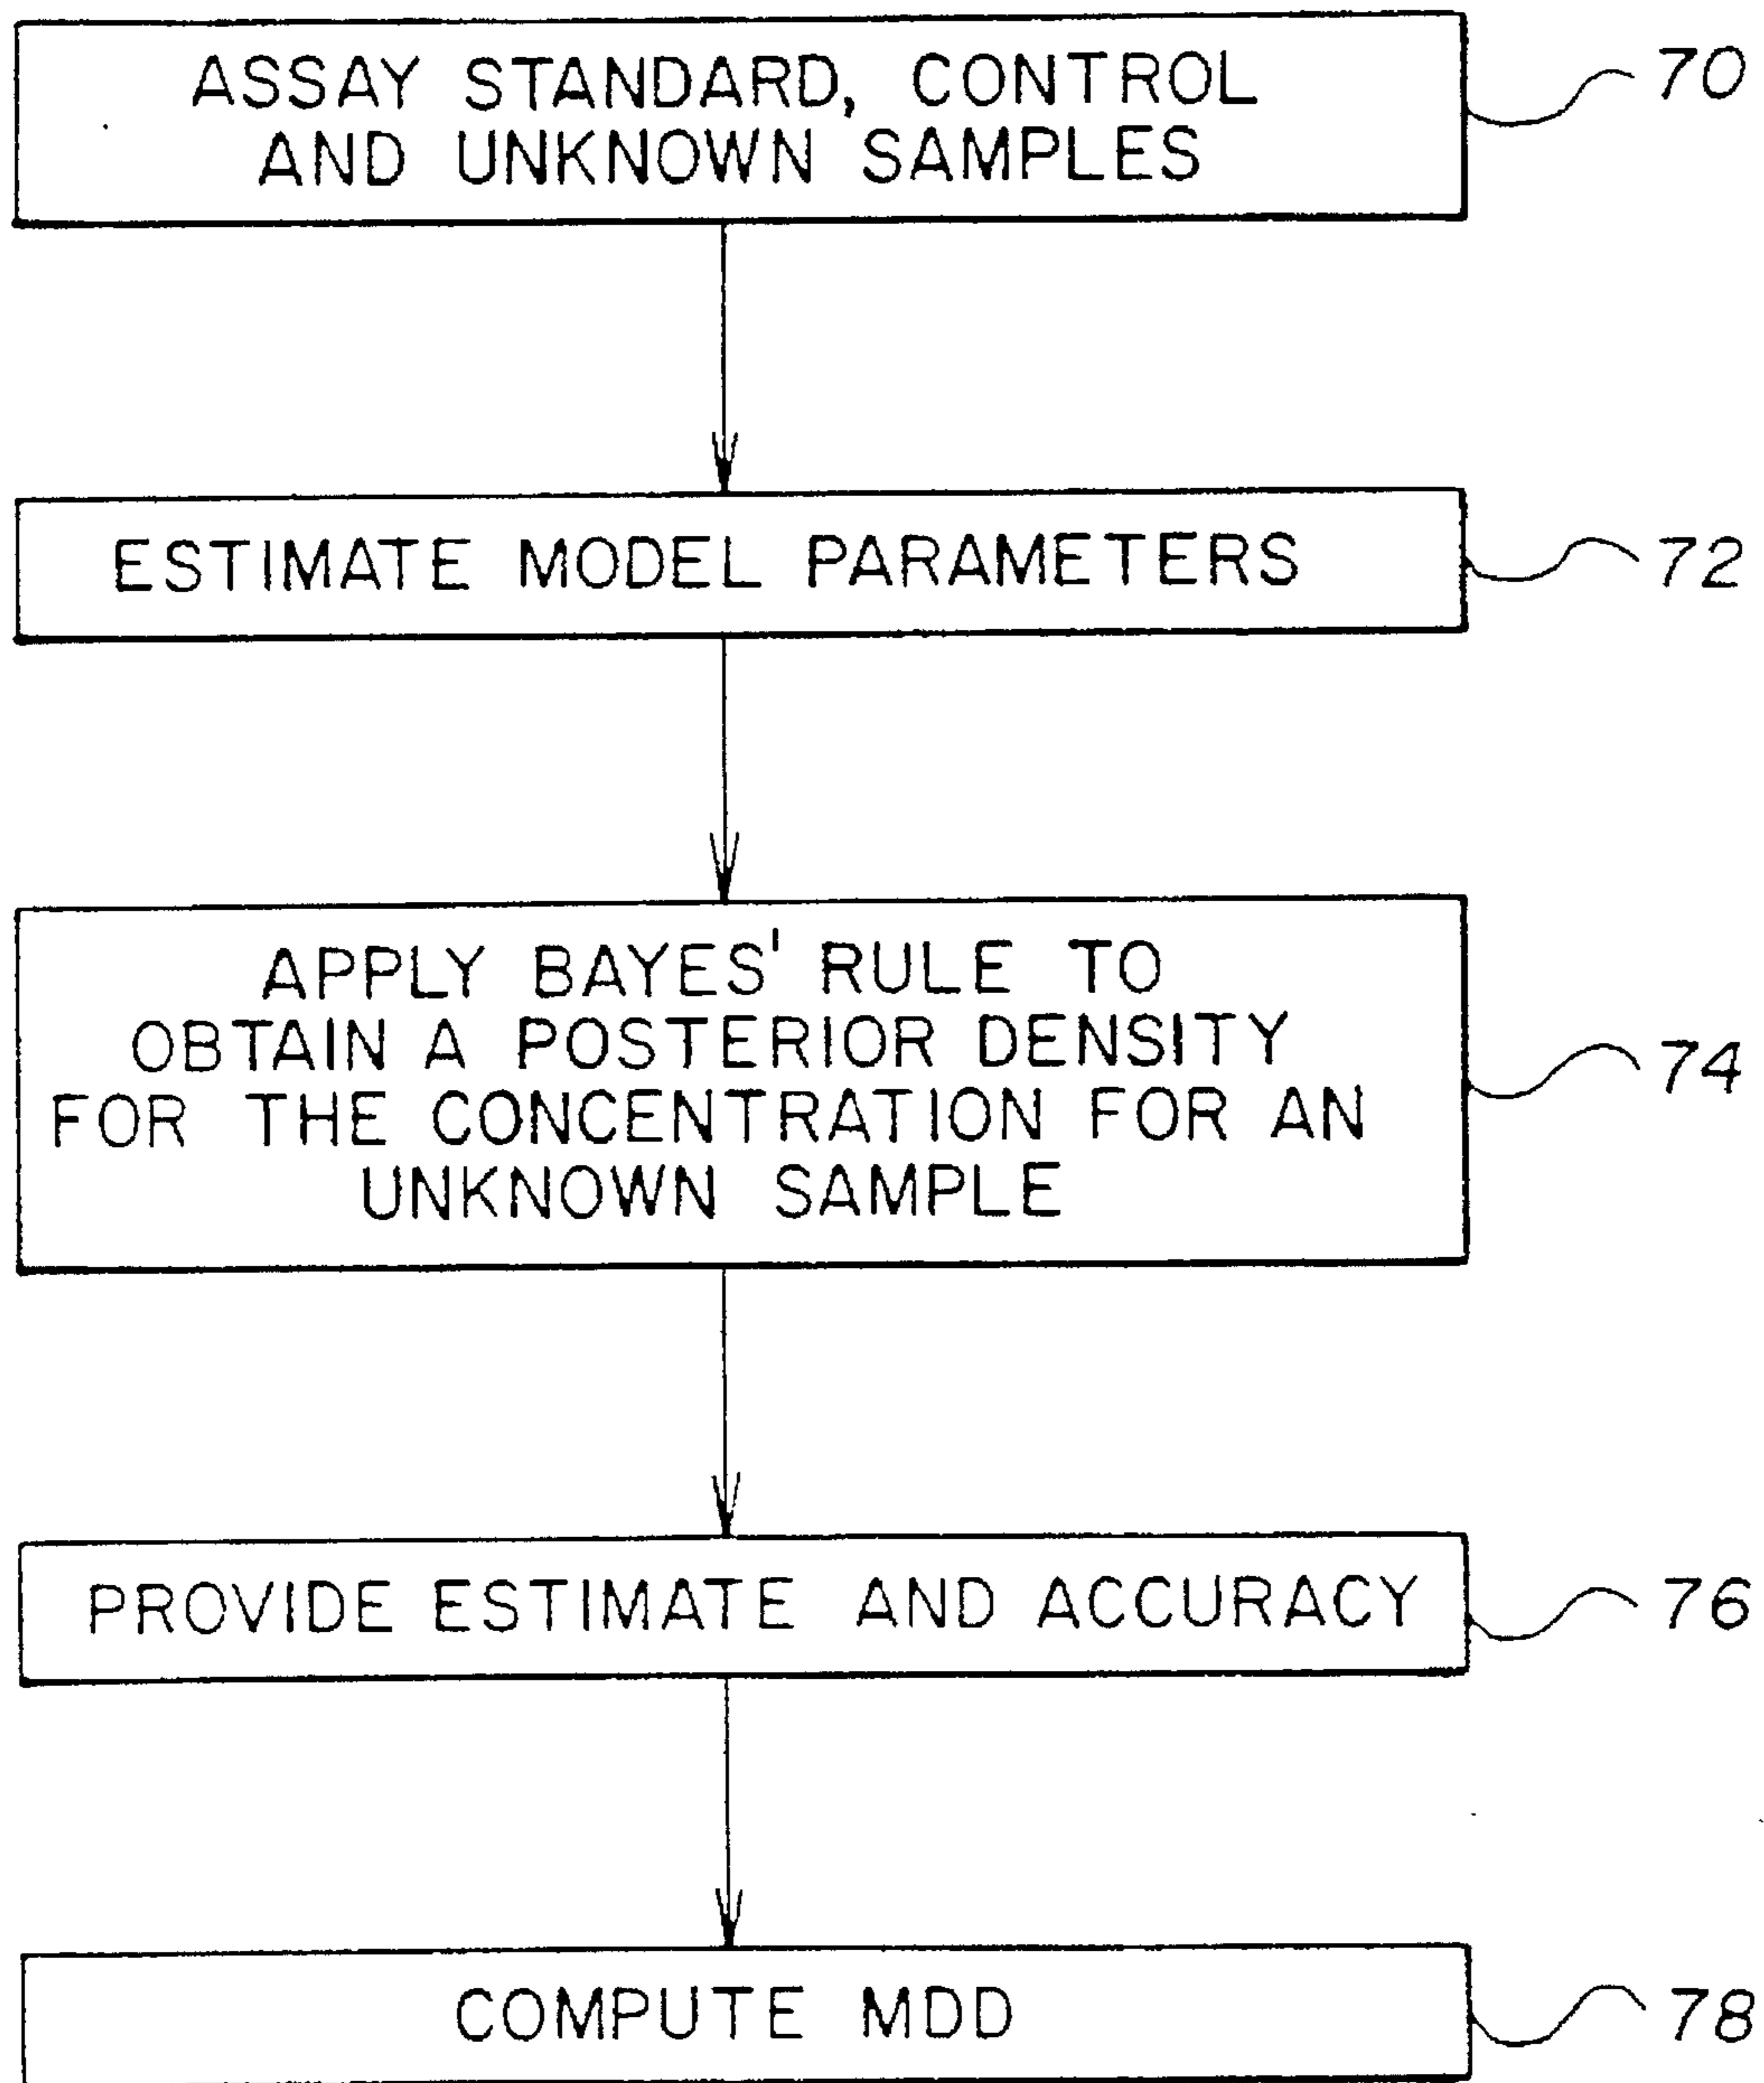 ASSAY STANDARD, CONTROL
AND UNKNOWN SAMPLES
70
ESTIMATE MODEL PARAMETERS
72
APPLY BAYES' RULE TO
OBTAIN A POSTERIOR DENSITY
FOR THE CONCENTRATION FOR AN
UNKNOWN SAMPLE
74
PROVIDE ESTIMATE AND ACCURACY
76
COMPUTE MDD
78